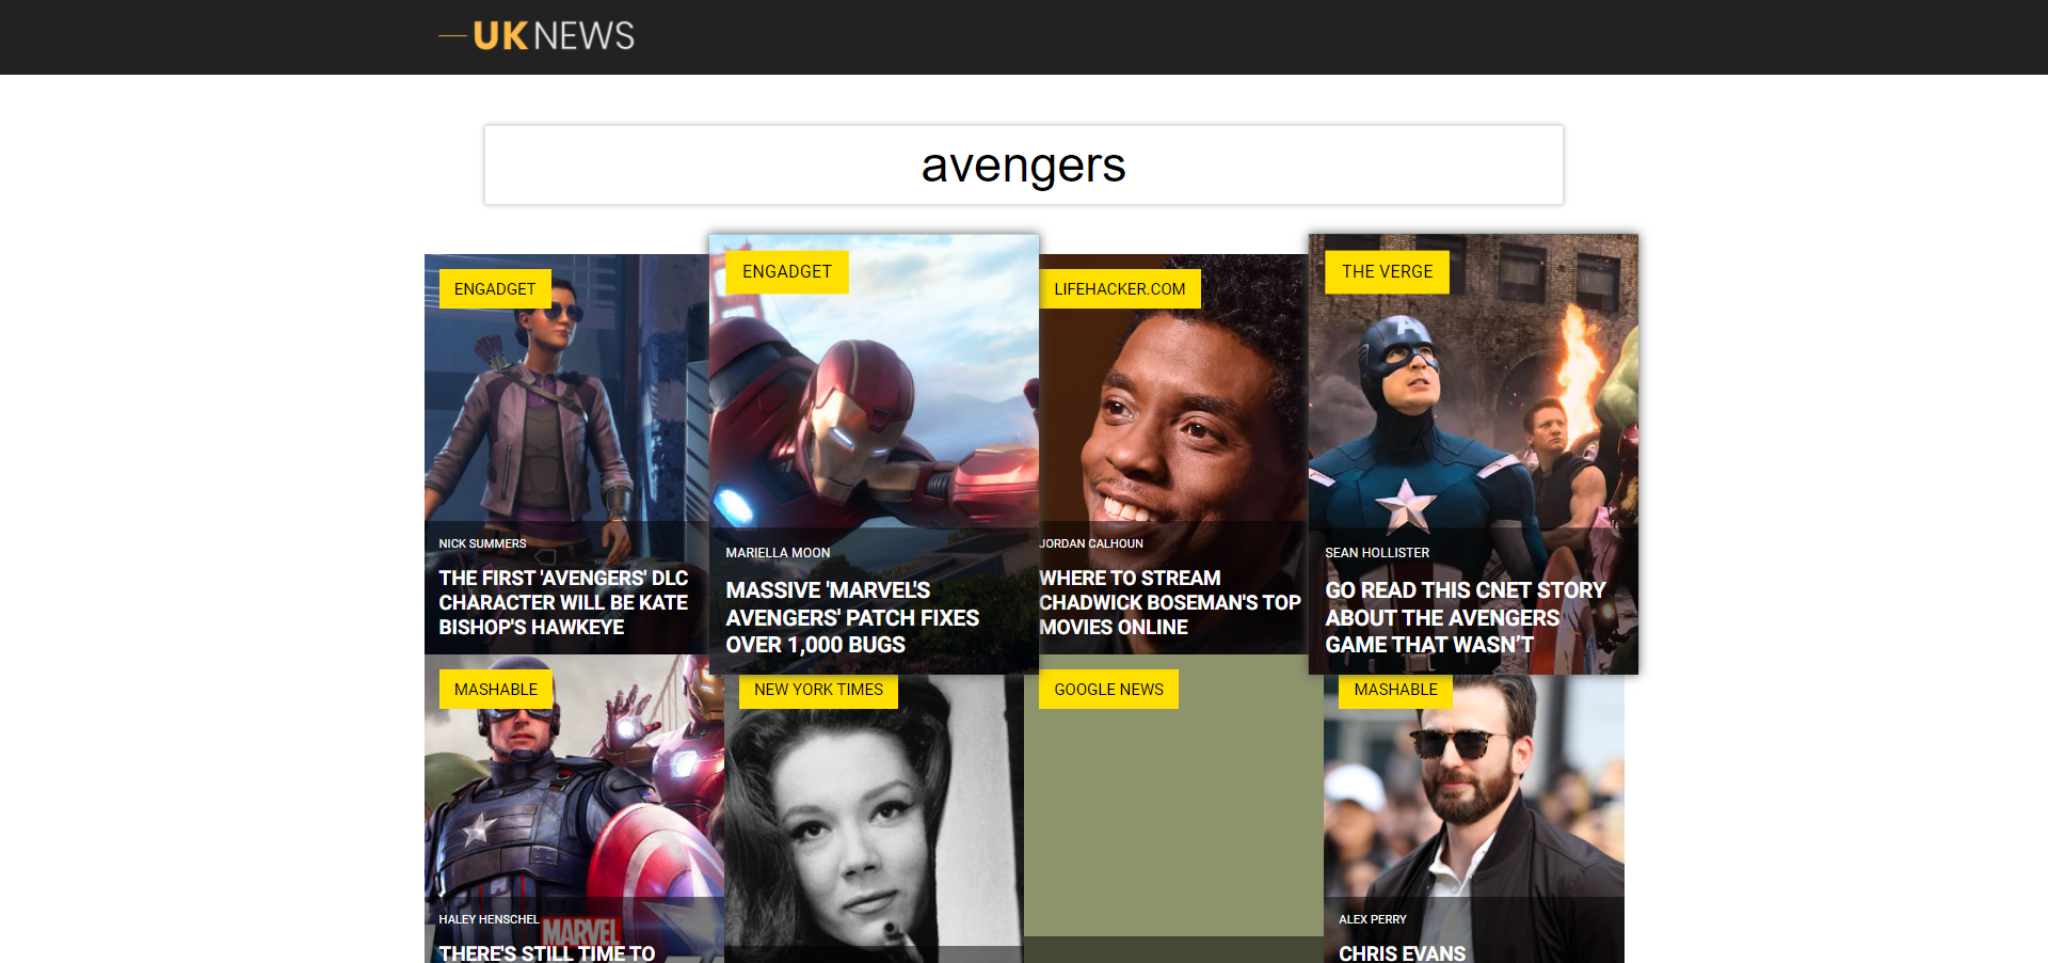 UK NEWS
avengers
ENGADGET
NICK SUMMERS
THE FIRST 'AVENGERS' DLC
CHARACTER WILL BE KATE
BISHOP'S HAWKEYE
ENGADGET
MARIELLA MOON
MASSIVE 'MARVEL'S
AVENGERS' PATCH FIXES
OVER 1,000 BUGS
LIFEHACKER.COM
JORDAN CALHOUN
WHERE TO STREAM
CHADWICK BOSEMAN'S TOP
MOVIES ONLINE
THE VERGE
SEAN HOLLISTER
GO READ THIS CNET STORY
ABOUT THE AVENGERS
GAME THAT WASN’T
MASHABLE
HALEY HENSCHEL
MARVEL
THERE'S STILL TIME TO
NEW YORK TIMES
GOOGLE NEWS
MASHABLE
ALEX PERRY
CHRIS EVANS